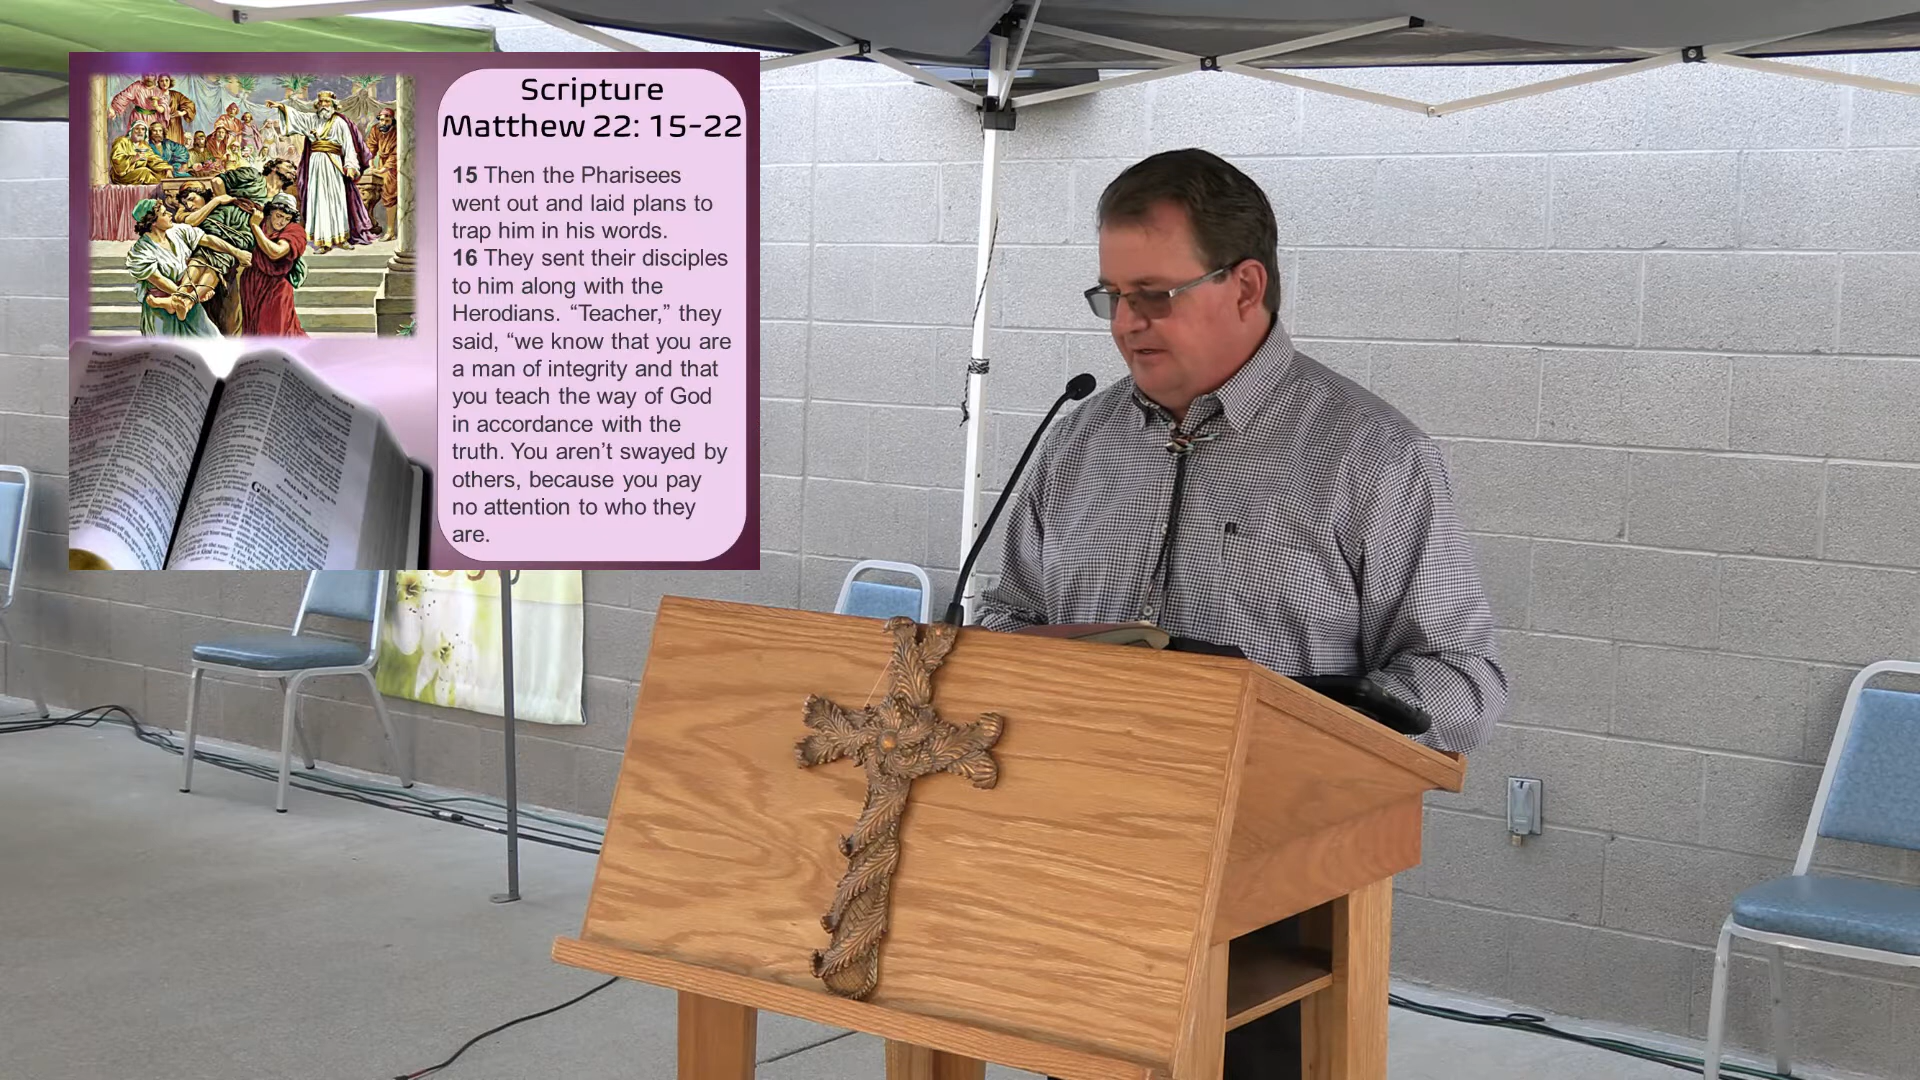 Scripture
Matthew 22: 15-22
15 Then the Pharisees
went out and laid plans to
trap him in his words.
16 They sent their disciples
to him along with the
Herodians. “Teacher,” they
said, “we know that you are
a man of integrity and that
you teach the way of God
in accordance with the
truth. You aren’t swayed by
others, because you pay
no attention to who they
are.